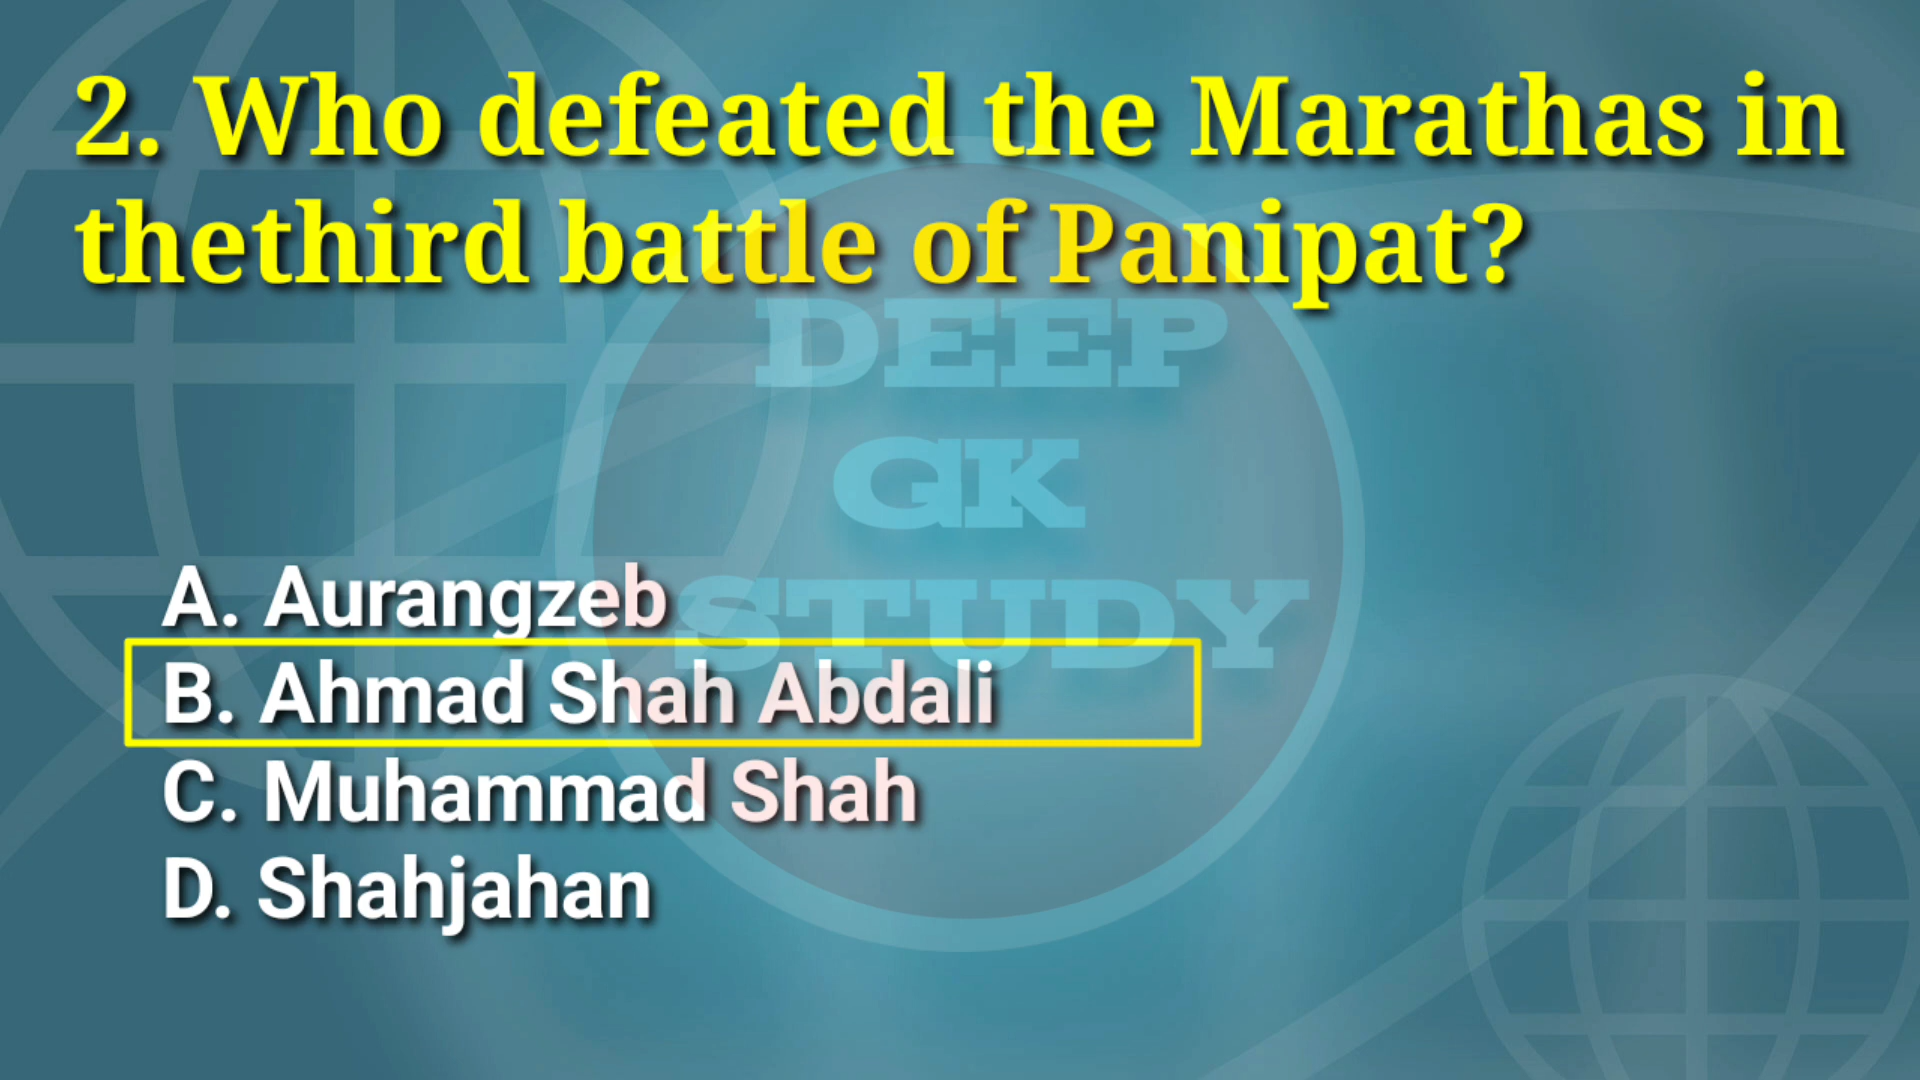 2. Who defeated the Marathas in
thethird battle of Panipat?
DEEP
GK
STUDY
A. Aurangzeb
B. Ahmad Shah Abdali
C. Muhammad Shah
D. Shahjahan